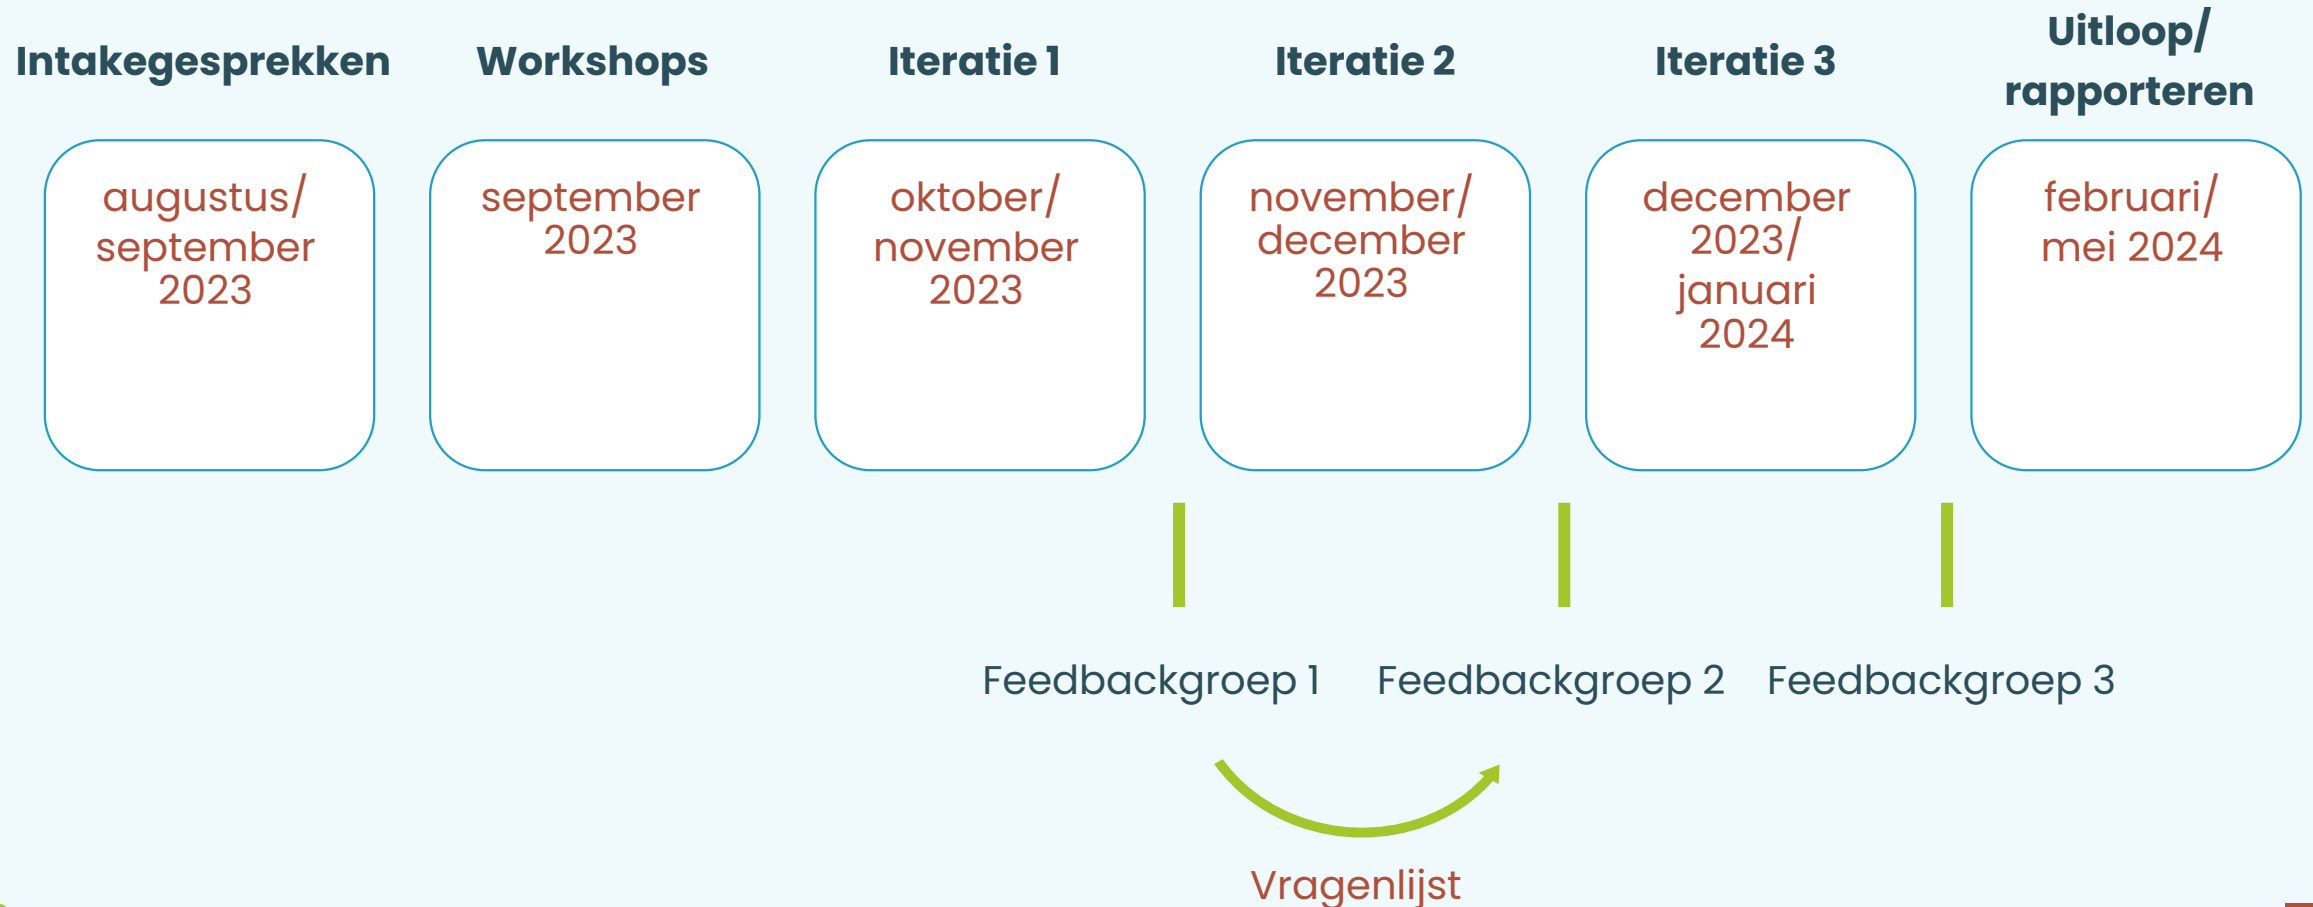 Intakegesprekken
Workshops
Iteratie 1
Iteratie 2
Iteratie 3
Uitloop/
rapporteren
augustus/
september
2023
september
2023
oktober/
november
2023
november/
december
2023
december
2023/
januari
2024
februari/
mei 2024
Feedbackgroep 1
Feedbackgroep 2
Feedbackgroep 3
Vragenlijst